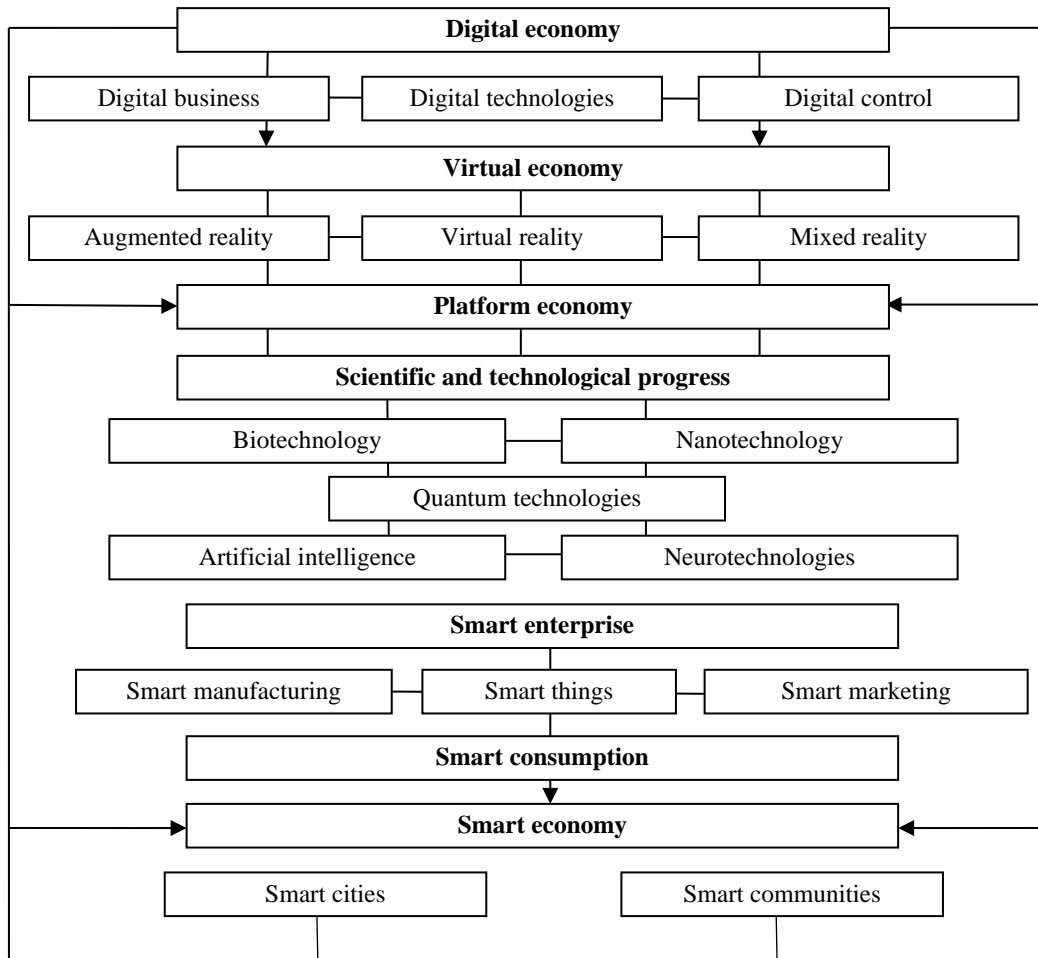 Digital economy
Digital business
Digital technologies
Digital control
Virtual economy
Augmented reality
Virtual reality
Mixed reality
Platform economy
Scientific and technological progress
Biotechnology
Nanotechnology
Quantum technologies
Artificial intelligence
Neurotechnologies
Smart enterprise
Smart manufacturing
Smart things
Smart marketing
Smart consumption
Smart economy
Smart cities
Smart communities